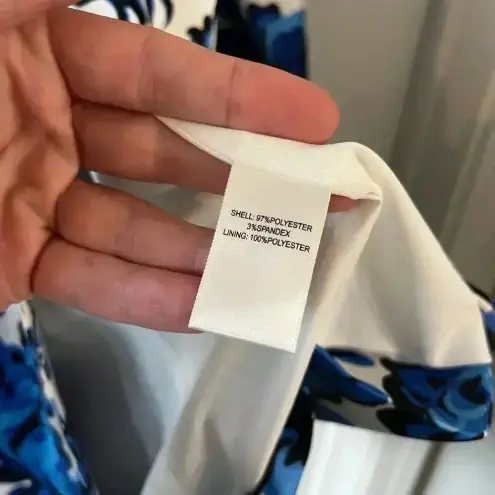 SHELL: 97%POLYESTER
3%SPANDEX
LINING: 100%POLYESTER